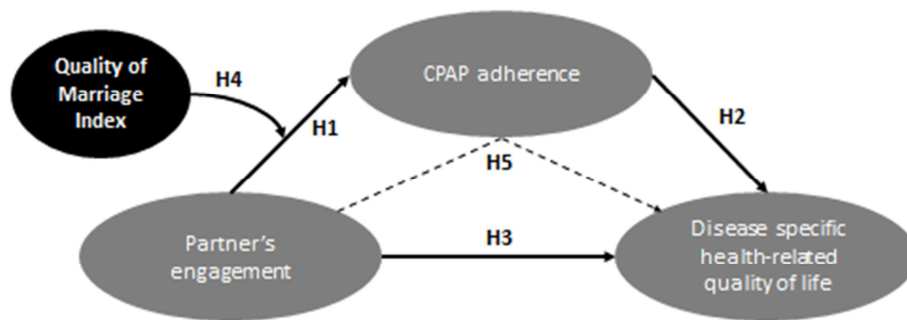 Quality of
Marriage
Index
H4
H1
CPAP adherence
H2
H5
Partner's
engagement
H3
Disease specific
health-related
quality of life